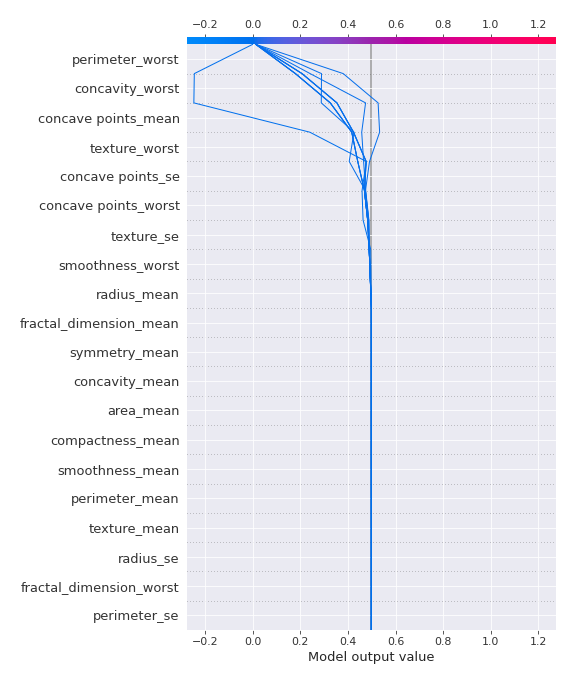 −0.2 0.0 0.2 0.4 0.6 0.8 1.0 1.2
perimeter_worst
concavity_worst
concave points_mean
texture_worst
concave points_se
concave points_worst
texture_se
smoothness_worst
radius_mean
fractal_dimension_mean
symmetry_mean
concavity_mean
area_mean
compactness_mean
smoothness_mean
perimeter_mean
texture_mean
radius_se
fractal_dimension_worst
perimeter_se
−0.2 0.0 0.2 0.4 0.6 0.8 1.0 1.2
Model output value